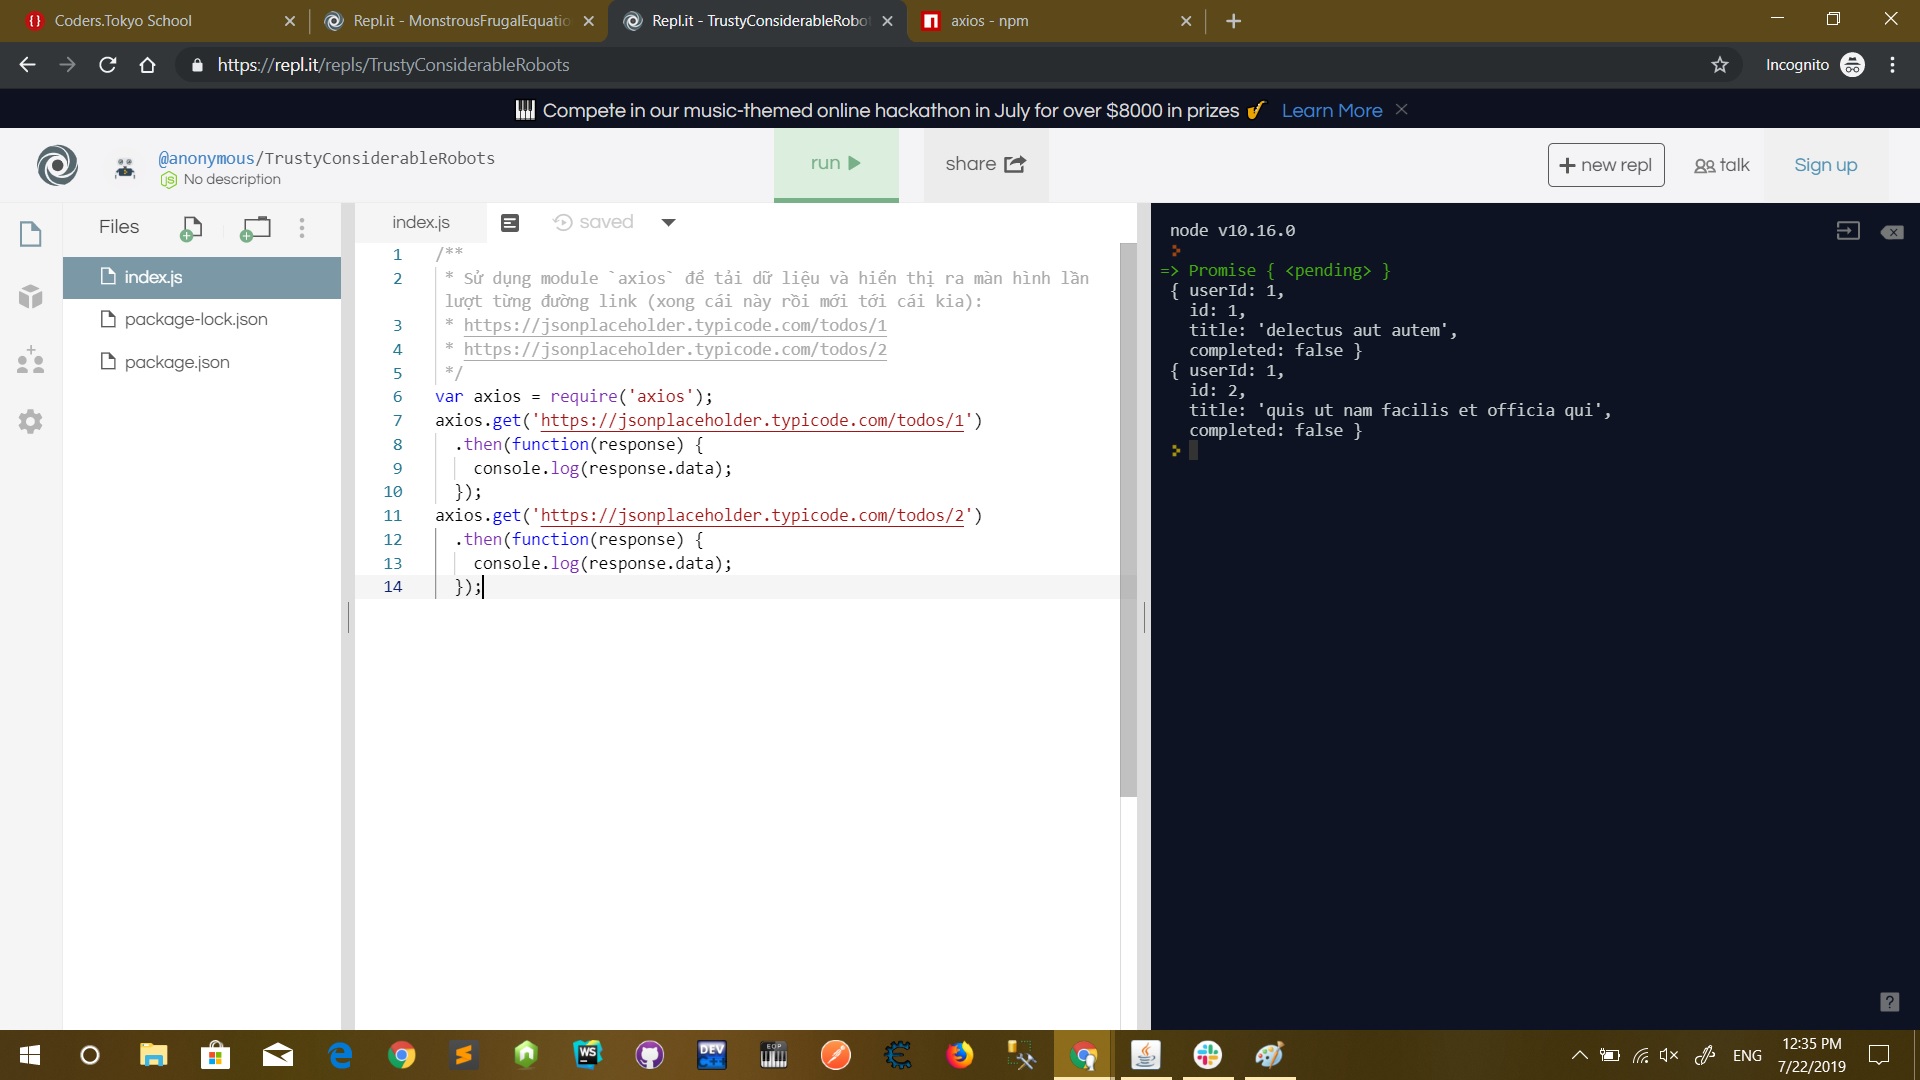 Coders.Tokyo School
Repl.it - MonstrousFrugalEquatio
Repl.it - TrustyConsiderableRobot
axios - npm
https://repl.it/repls/TrustyConsiderableRobots
Incognito
Compete in our music-themed online hackathon in July for over $8000 in prizes
Learn More
@anonymous/TrustyConsiderableRobots
No description
run
share
new repl
talk
Sign up
Files
index.js
package-lock.json
package.json
index.js
saved
1 /**
2 * Sử dụng module `axios` để tải dữ liệu và hiển thị ra màn hình lần
lượt từng đường link (xong cái này rồi mới tới cái kia):
3 * https://jsonplaceholder.typicode.com/todos/1
4 * https://jsonplaceholder.typicode.com/todos/2
5 */
6 var axios = require('axios');
7 axios.get('https://jsonplaceholder.typicode.com/todos/1')
8 .then(function(response) {
9 console.log(response.data);
10 });
11 axios.get('https://jsonplaceholder.typicode.com/todos/2')
12 .then(function(response) {
13 console.log(response.data);
14 });
node v10.16.0
=> Promise { <pending> }
{ userId: 1,
id: 1,
title: 'delectus aut autem',
completed: false }
{ userId: 1,
id: 2,
title: 'quis ut nam facilis et officia qui',
completed: false }
?
WS
DEV
C++
EOP
ENG
12:35 PM
7/22/2019